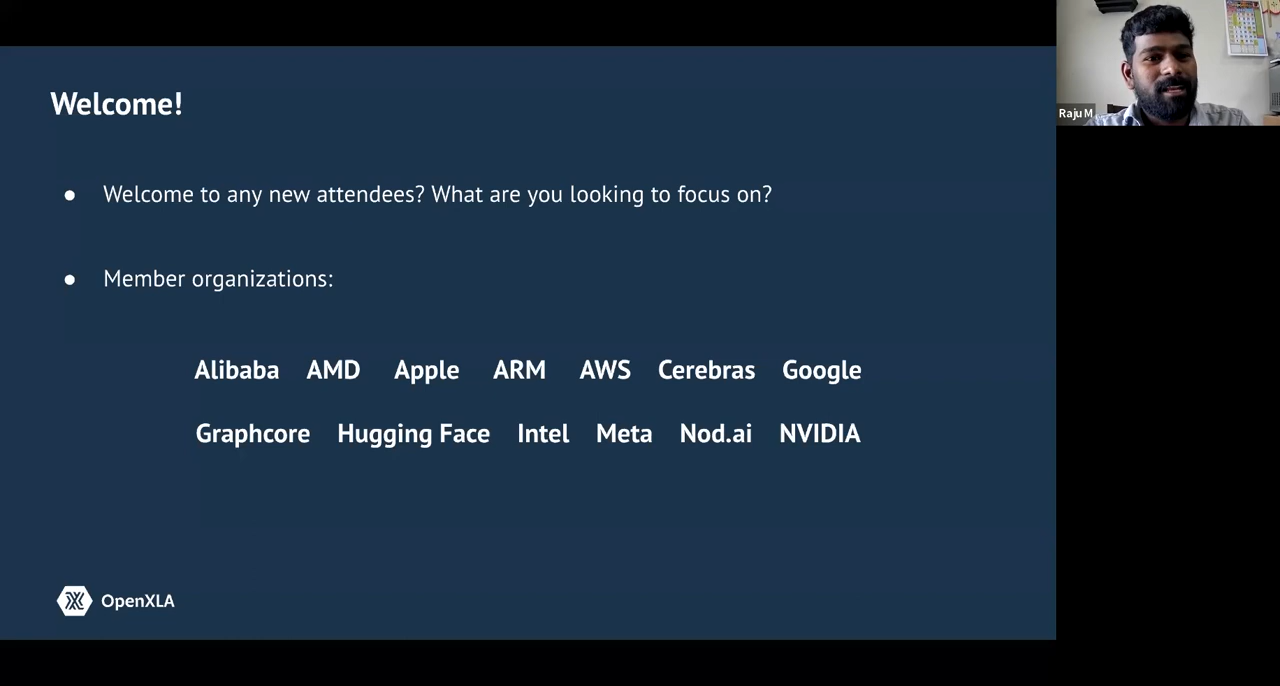 Welcome!
● Welcome to any new attendees? What are you looking to focus on?
● Member organizations:
Alibaba AMD Apple ARM AWS Cerebras Google
Graphcore Hugging Face Intel Meta Nod.ai NVIDIA
OpenXLA
Raju M